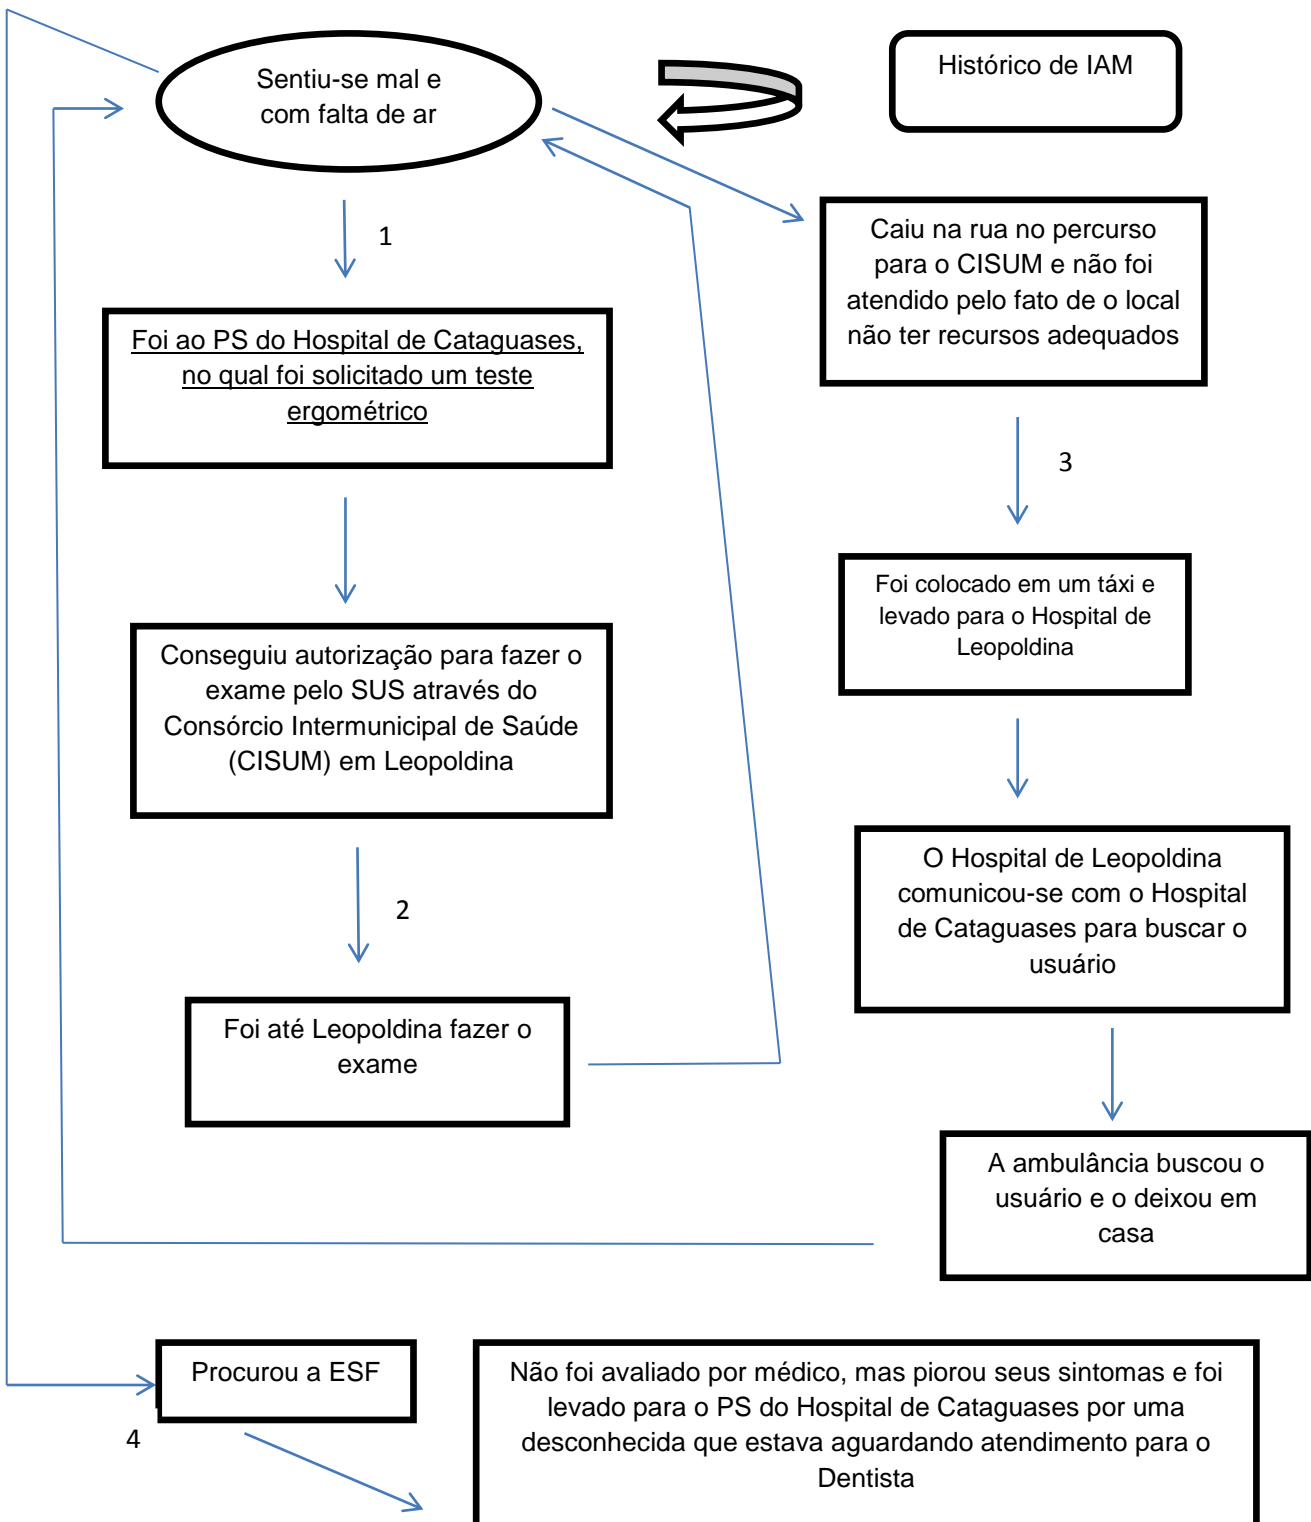 Sentiu-se mal e
com falta de ar
Histórico de IAM
1
Foi ao PS do Hospital de Cataguases,
no qual foi solicitado um teste
ergométrico
Caiu na rua no percurso
para o CISUM e não foi
atendido pelo fato de o local
não ter recursos adequados
3
Foi colocado em um táxi e
levado para o Hospital de
Leopoldina
Conseguiu autorização para fazer o
exame pelo SUS através do
Consórcio Intermunicipal de Saúde
(CISUM) em Leopoldina
2
O Hospital de Leopoldina
comunicou-se com o Hospital
de Cataguases para buscar o
usuário
Foi até Leopoldina fazer o
exame
A ambulância buscou o
usuário e o deixou em
casa
Procurou a ESF
4
Não foi avaliado por médico, mas piorou seus sintomas e foi
levado para o PS do Hospital de Cataguases por uma
desconhecida que estava aguardando atendimento para o
Dentista